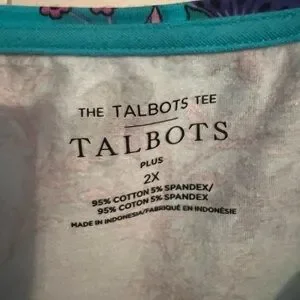 THE TALBOTS TEE
TALBOTS
PLUS
2X
95% COTTON 5% SPANDEX/
95% COTON 5% SPANDEX
MADE IN INDONESIA/FABRIQUÉ EN INDONÉSIE